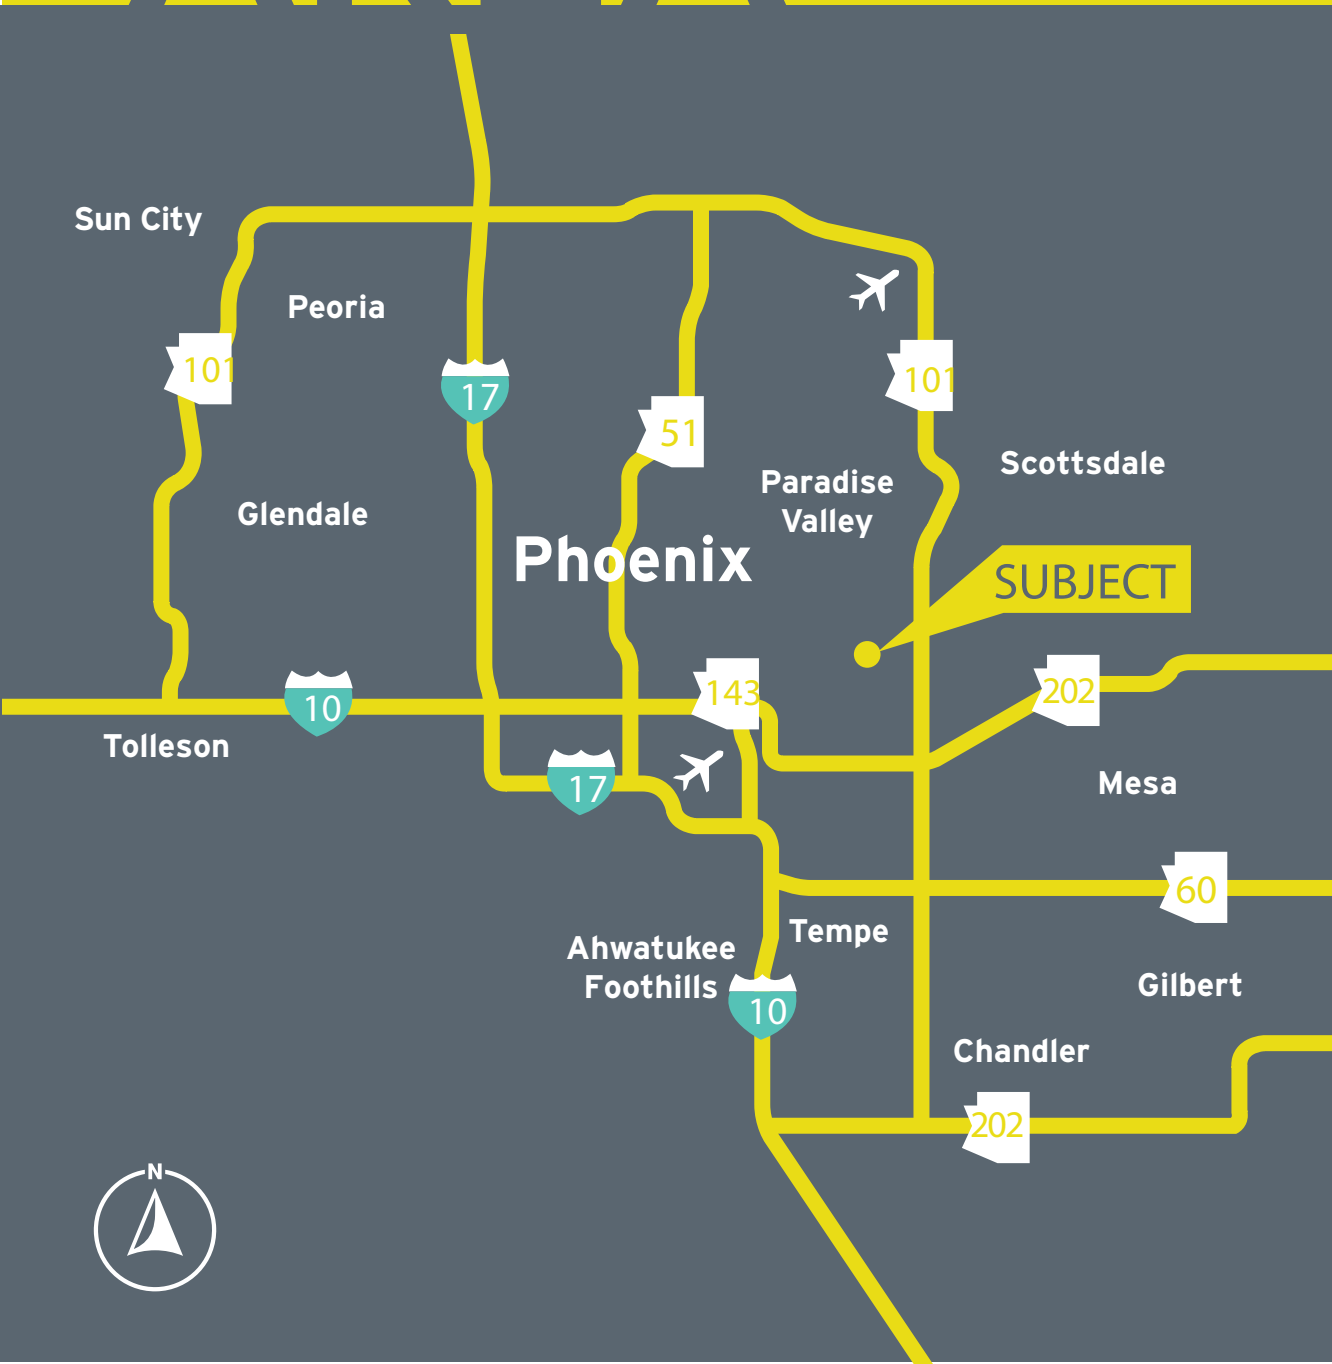 Sun City
Peoria
101
17
101
51
Scottsdale
Paradise
Valley
Glendale
Phoenix
SUBJECT
143
202
10
Tolleson
17
Mesa
60
Tempe
Ahwatukee
Foothills
Gilbert
10
Chandler
202
N